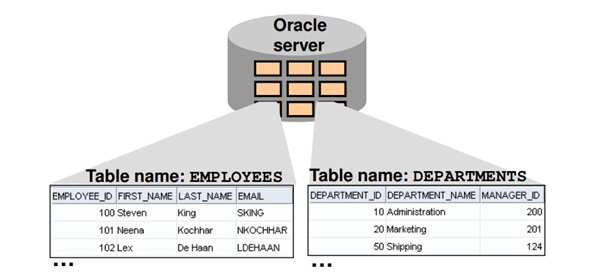 Oracle
server
Table name: EMPLOYEES
EMPLOYEE_ID FIRST_NAME LAST_NAME EMAIL
100 Steven King SKING
101 Neena Kochhar NKOCHHAR
102 Lex De Haan LDEHAAN
...
Table name: DEPARTMENTS
DEPARTMENT_ID DEPARTMENT_NAME MANAGER_ID
10 Administration 200
20 Marketing 201
50 Shipping 124
...